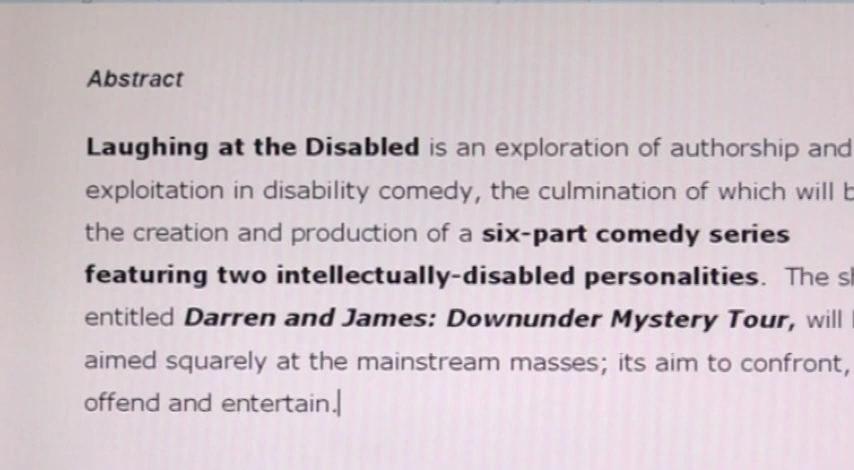 Abstract
Laughing at the Disabled is an exploration of authorship and
exploitation in disability comedy, the culmination of which will
the creation and production of a six-part comedy series
featuring two intellectually-disabled personalities. The
entitled Darren and James: Downunder Mystery Tour, will
aimed squarely at the mainstream masses; its aim to confront,
offend and entertain.